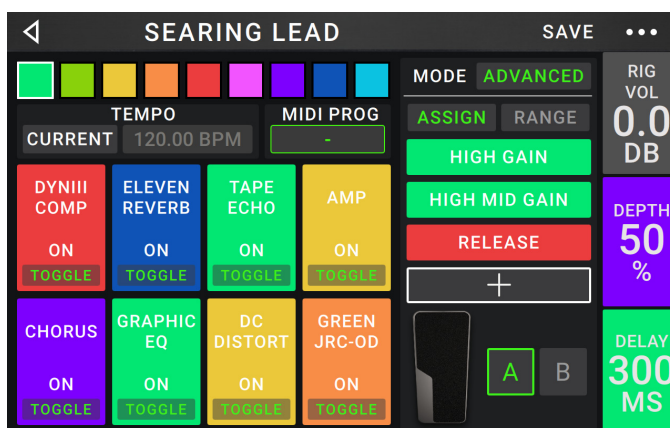 SEARING LEAD
SAVE
TEMPO
MIDI PROG
CURRENT
120.00 BPM
-
DYNIII
COMP
ON
TOGGLE
ELEVEN
REVERB
ON
TOGGLE
TAPE
ECHO
ON
TOGGLE
AMP
ON
TOGGLE
CHORUS
ON
TOGGLE
GRAPHIC
EQ
ON
TOGGLE
DC
DISTORT
ON
TOGGLE
GREEN
JRC-OD
ON
TOGGLE
MODE
ADVANCED
ASSIGN
RANGE
HIGH GAIN
HIGH MID GAIN
RELEASE
+
A
B
RIG
VOL
0.0
DB
DEPTH
50
%
DELAY
300
MS